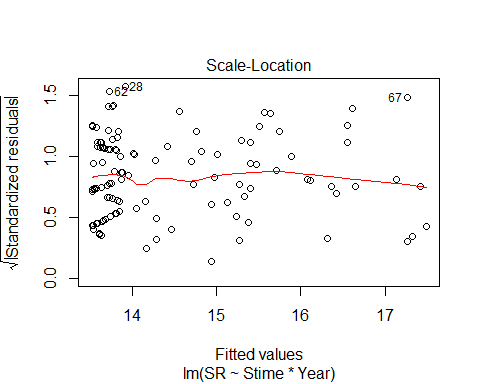 Scale-Location
√|Standardized residuals|
1.5
1.0
0.5
0.0
62
28
67
14
15
16
17
Fitted values
lm(SR ~ Stime * Year)